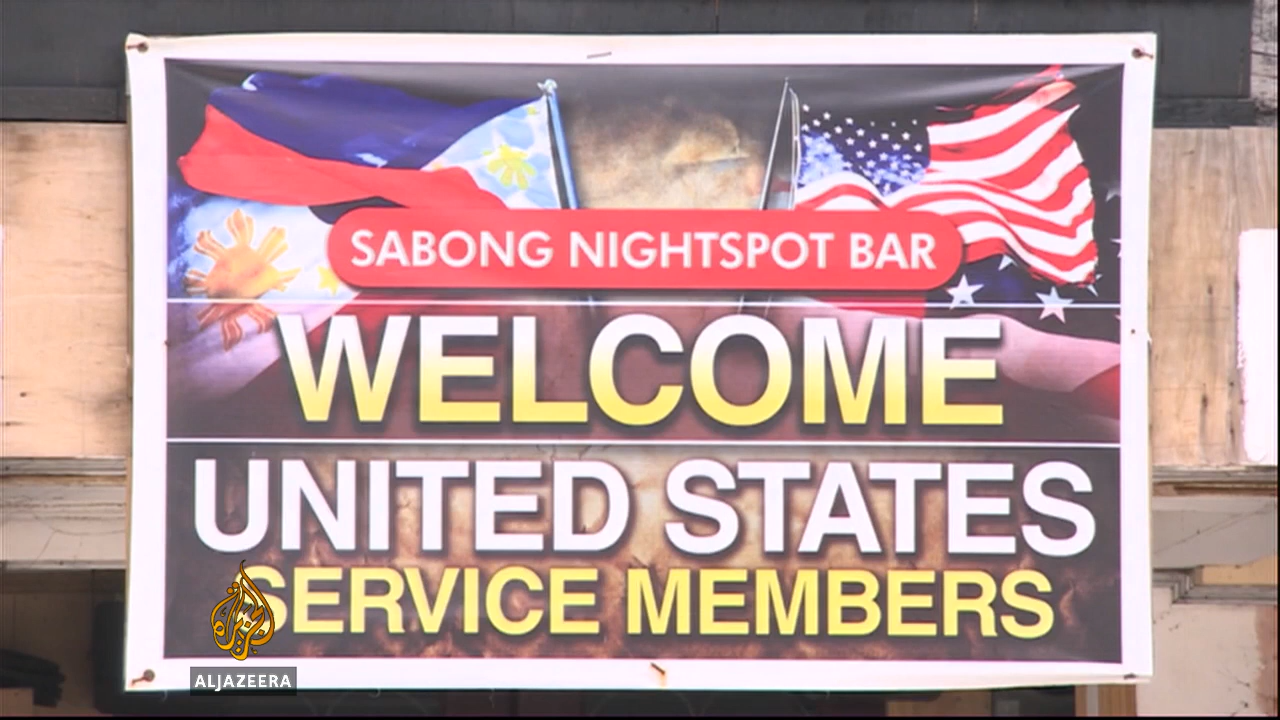 SABONG NIGHTSPOT BAR
WELCOME
UNITED STATES
SERVICE MEMBERS
ALJAZEERA